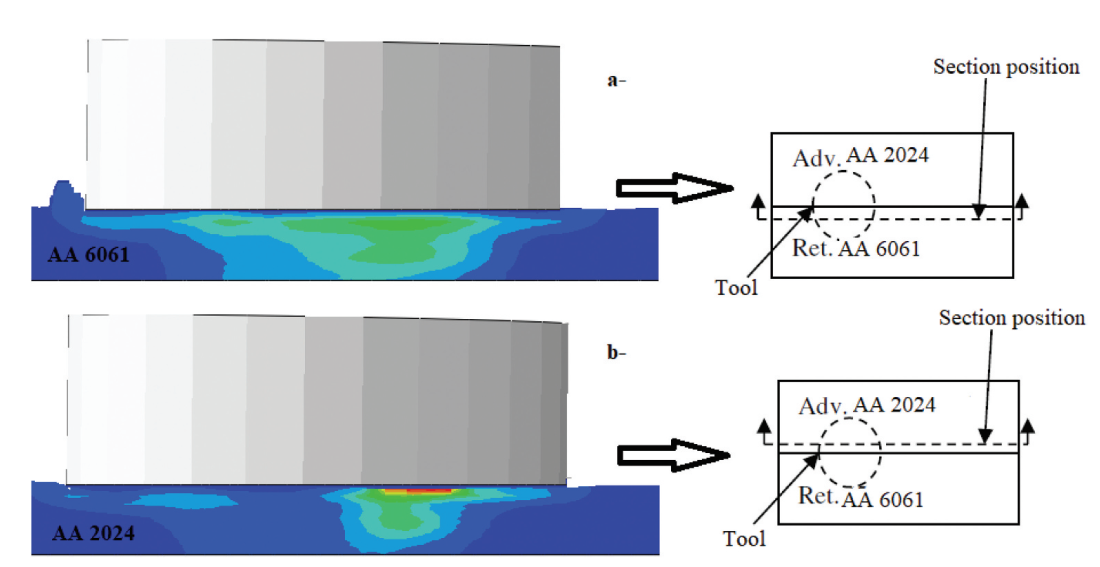 a-
Section position
Adv. AA 2024
AA 6061
Ret. AA 6061
Tool
Section position
b-
Adv. AA 2024
Ret. AA 6061
AA 2024
Tool